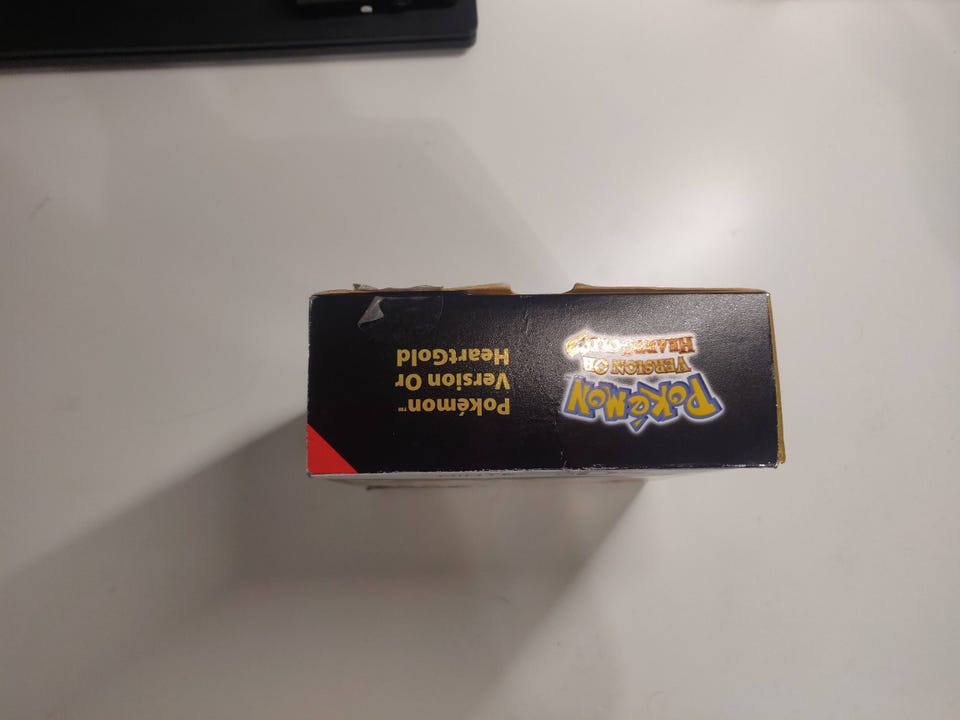 POKÉMON
VERSION OR
HEARTGOLD
Pokémon™
Version Or
HeartGold